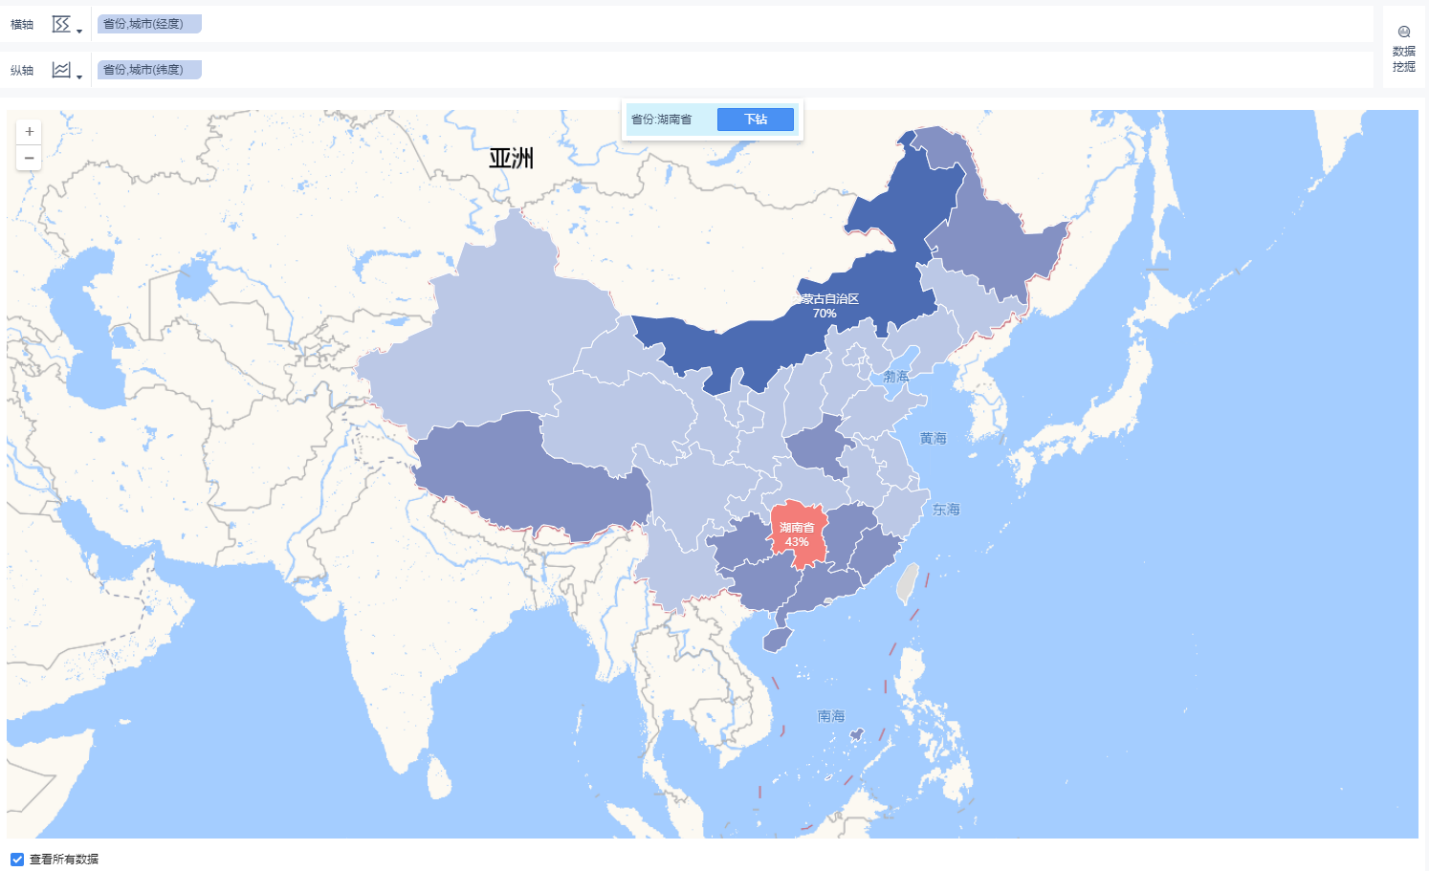 横轴
省份,城市(经度)
数据
挖掘
纵轴
省份,城市(纬度)
省份:湖南省
下钻
+
−
亚洲
蒙古自治区
70%
渤海
黄海
东海
湖南省
43%
南海
查看所有数据